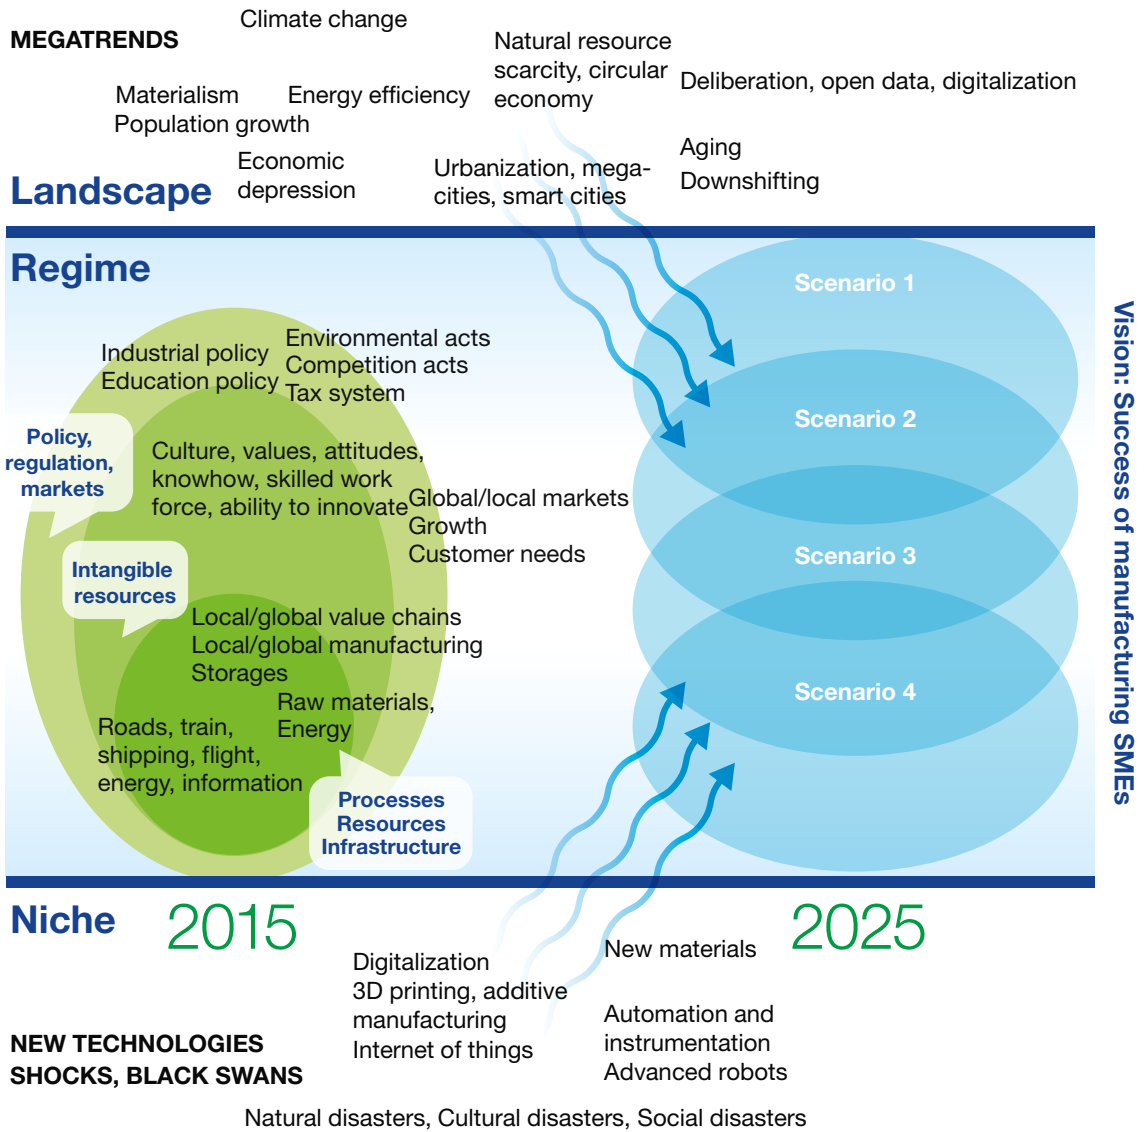 Climate change
MEGATRENDS
Natural resource
scarcity, circular
economy
Deliberation, open data, digitalization
Materialism
Population growth
Energy efficiency
Economic
depression
Urbanization, mega-
cities, smart cities
Aging
Downshifting
Landscape
Regime
Industrial policy
Education policy
Environmental acts
Competition acts
Tax system
Policy,
regulation,
markets
Culture, values, attitudes,
knowhow, skilled work
force, ability to innovate
Global/local markets
Growth
Customer needs
Intangible
resources
Local/global value chains
Local/global manufacturing
Storages
Raw materials,
Energy
Roads, train,
shipping, flight,
energy, information
Processes
Resources
Infrastructure
Scenario 1
Scenario 2
Scenario 3
Scenario 4
Vision: Success of manufacturing SMEs
Niche
2015
2025
Digitalization
3D printing, additive
manufacturing
Internet of things
New materials
Automation and
instrumentation
Advanced robots
NEW TECHNOLOGIES
SHOCKS, BLACK SWANS
Natural disasters, Cultural disasters, Social disasters